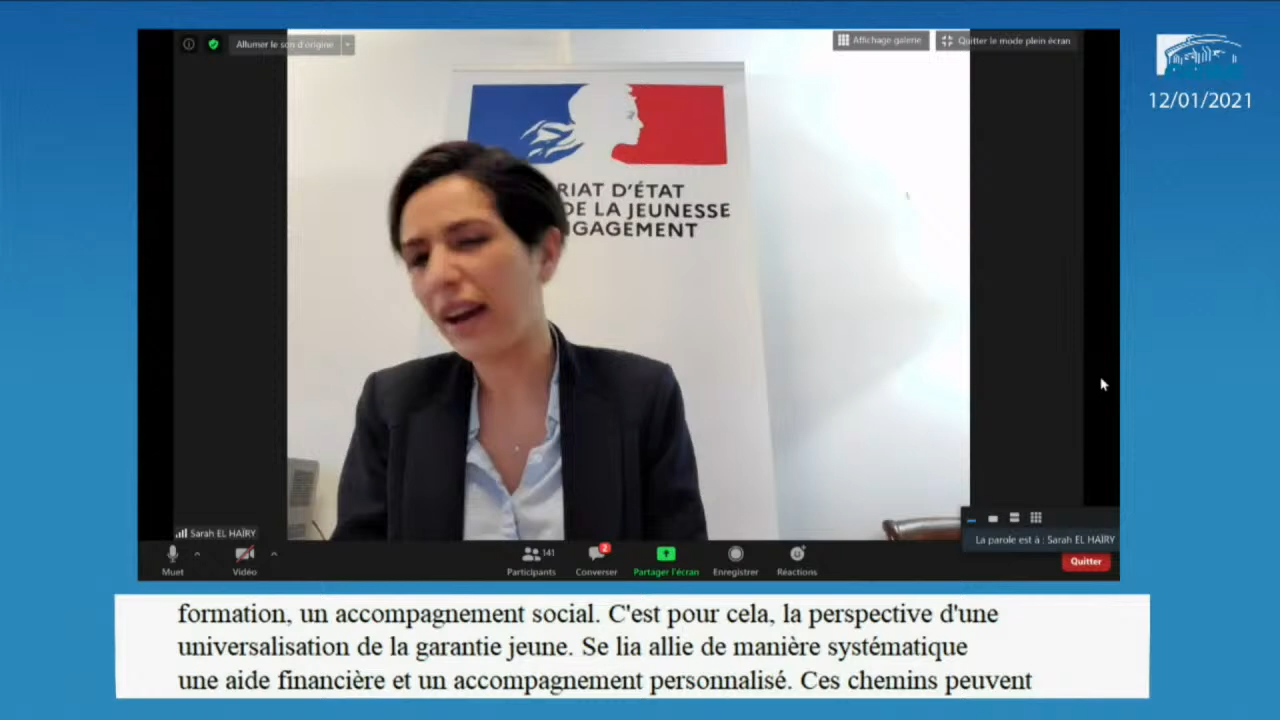 Allumer le son d'origine
Affichage galerie
Quitter le mode plein écran
12/01/2021
RIAT D'ÉTAT
DE LA JEUNESSE
GAGEMENT
Sarah EL HAÏRY
La parole est à : Sarah EL HAÏRY
Muet
Vidéo
141
Participants
2
Converser
Partager l'écran
Enregistrer
Réactions
Quitter
formation, un accompagnement social. C'est pour cela, la perspective d'une
universalisation de la garantie jeune. Se lia allie de manière systématique
une aide financière et un accompagnement personnalisé. Ces chemins peuvent